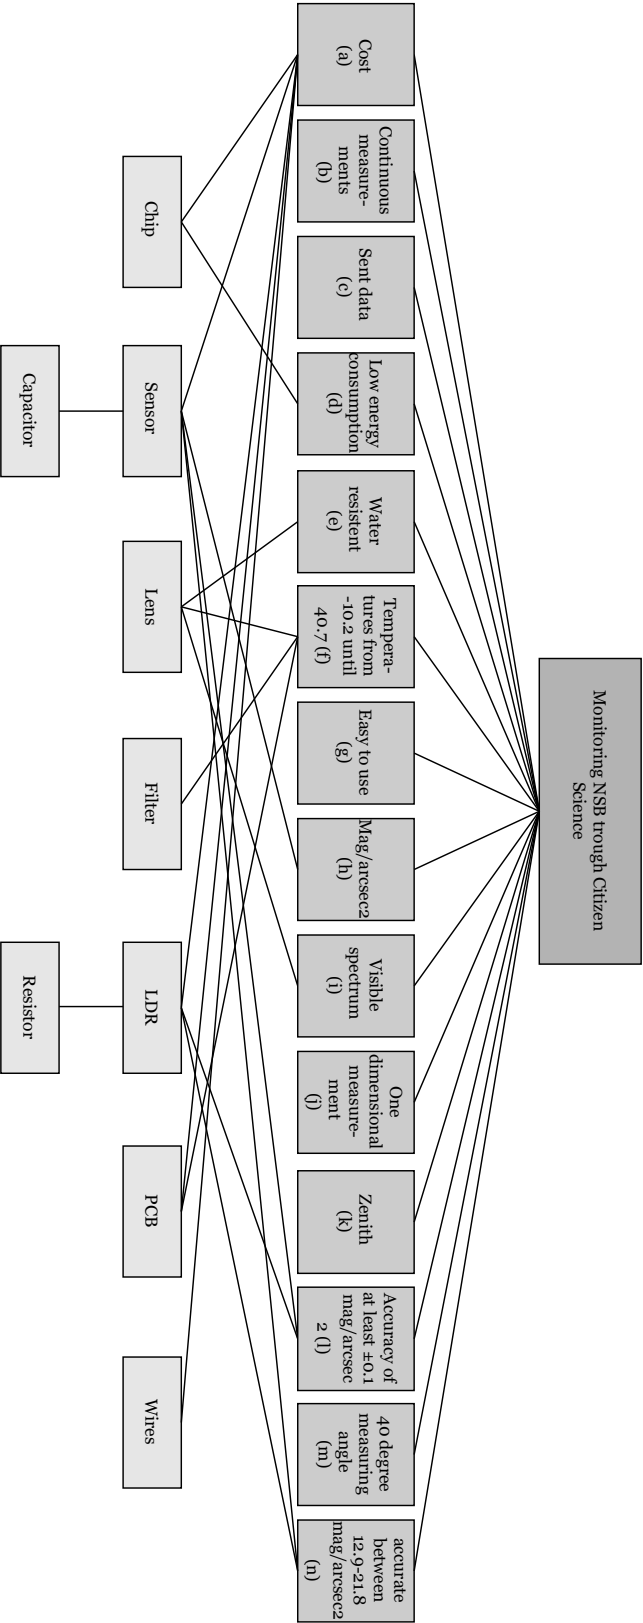 Monitoring NSB trough Citizen
Science
Cost
(a)
Continuous
measure-
ments
(b)
Sent data
(c)
Low energy
consumption
(d)
Water
resistent
(e)
Tempera-
tures from
-10.2 until
40.7 (f)
Easy to use
(g)
Mag/arcsec2
(h)
Visible
spectrum
(i)
One
dimensional
measure-
ment
(j)
Zenith
(k)
Accuracy of
at least ±0.1
mag/arcsec
2 (l)
40 degree
measuring
angle
(m)
accurate
between
12.9-21.8
mag/arcsec2
(n)
Chip
Sensor
Lens
Filter
LDR
PCB
Wires
Capacitor
Resistor